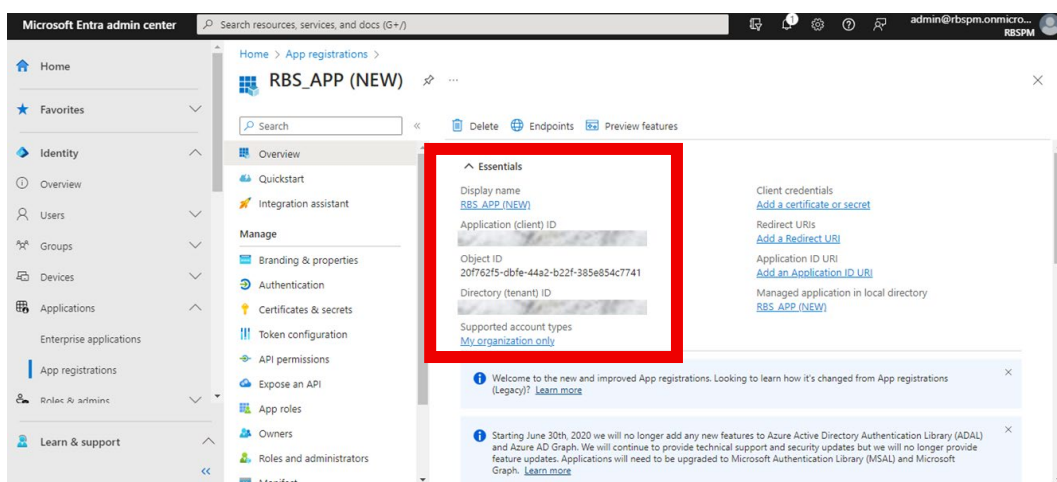 Microsoft Entra admin center
Search resources, services, and docs (G+/)
1
admin@rbspm.onmicro...
RBSPM
Home
Favorites
Identity
Overview
Users
Groups
Devices
Applications
Enterprise applications
App registrations
Roles & admins
Learn & support
Home > App registrations >
RBS_APP (NEW)
Search
Overview
Quickstart
Integration assistant
Manage
Branding & properties
Authentication
Certificates & secrets
Token configuration
API permissions
Expose an API
App roles
Owners
Roles and administrators
Manifest
Delete
Endpoints
Preview features
Essentials
Display name
RBS_APP (NEW)
Application (client) ID
Object ID
20f762f5-dbfe-44a2-b22f-385e854c7741
Directory (tenant) ID
Supported account types
My organization only
Client credentials
Add a certificate or secret
Redirect URIs
Add a Redirect URI
Application ID URI
Add an Application ID URI
Managed application in local directory
RBS_APP (NEW)
Welcome to the new and improved App registrations. Looking to learn how it's changed from App registrations
(Legacy)? Learn more
Starting June 30th, 2020 we will no longer add any new features to Azure Active Directory Authentication Library (ADAL)
and Azure AD Graph. We will continue to provide technical support and security updates but we will no longer provide
feature updates. Applications will need to be upgraded to Microsoft Authentication Library (MSAL) and Microsoft
Graph. Learn more